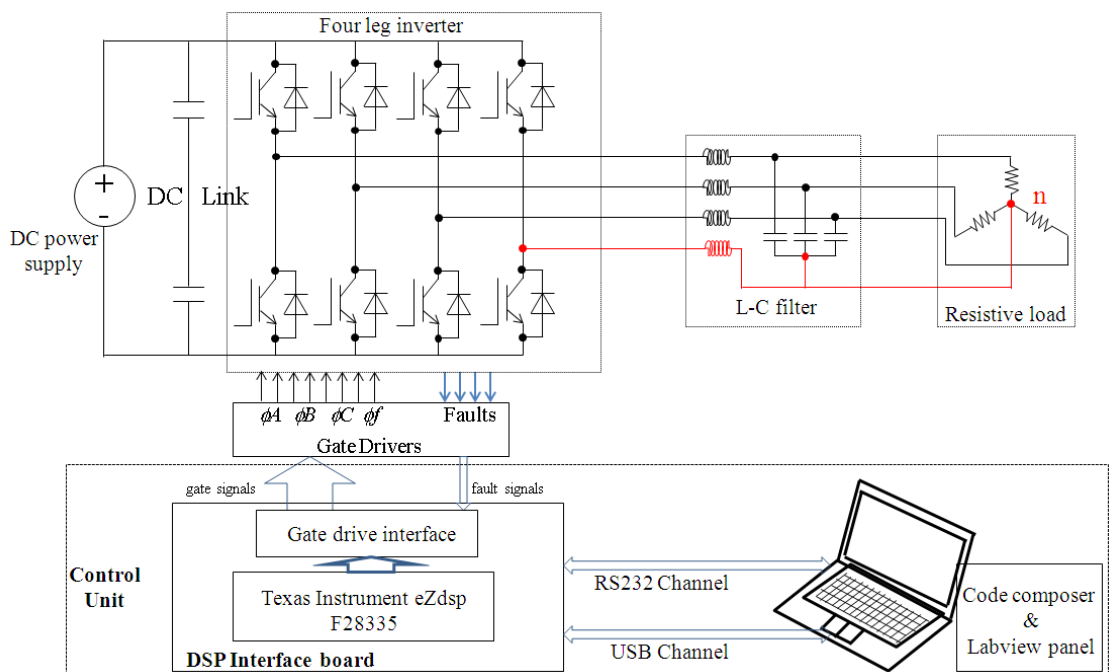 Four leg inverter
+
-
DC Link
DC power
supply
n
L-C filter
Resistive load
ϕA ϕB ϕC ϕf Faults
Gate Drivers
gate signals
fault signals
Gate drive interface
Control
Unit
Texas Instrument eZdsp
F28335
DSP Interface board
RS232 Channel
USB Channel
Code composer
&
Labview panel